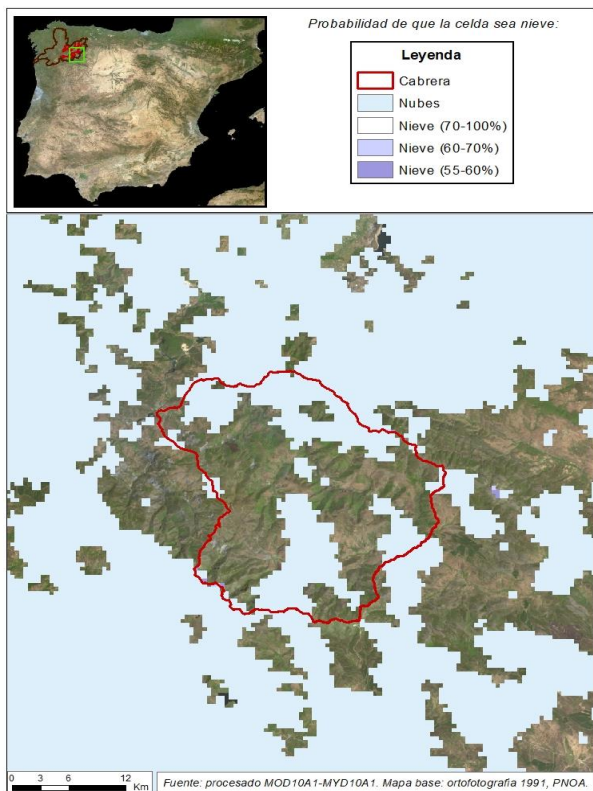 Probabilidad de que la celda sea nieve:
Leyenda
Cabrera
Nubes
Nieve (70-100%)
Nieve (60-70%)
Nieve (55-60%)
0 3 6 12
Km
Fuente: procesado MOD10A1-MYD10A1. Mapa base: ortofotografía 1991, PNOA.